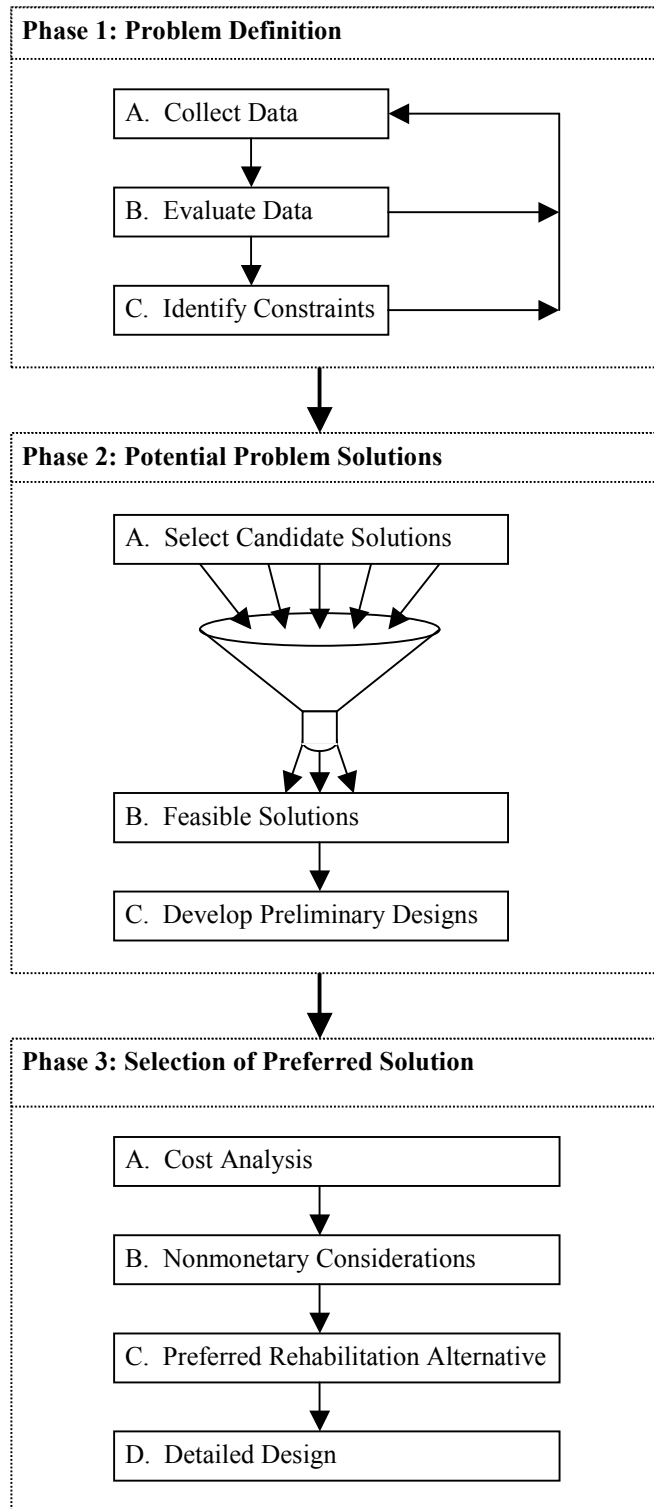 Phase 1: Problem Definition
A. Collect Data
B. Evaluate Data
C. Identify Constraints
Phase 2: Potential Problem Solutions
A. Select Candidate Solutions
B. Feasible Solutions
C. Develop Preliminary Designs
Phase 3: Selection of Preferred Solution
A. Cost Analysis
B. Nonmonetary Considerations
C. Preferred Rehabilitation Alternative
D. Detailed Design